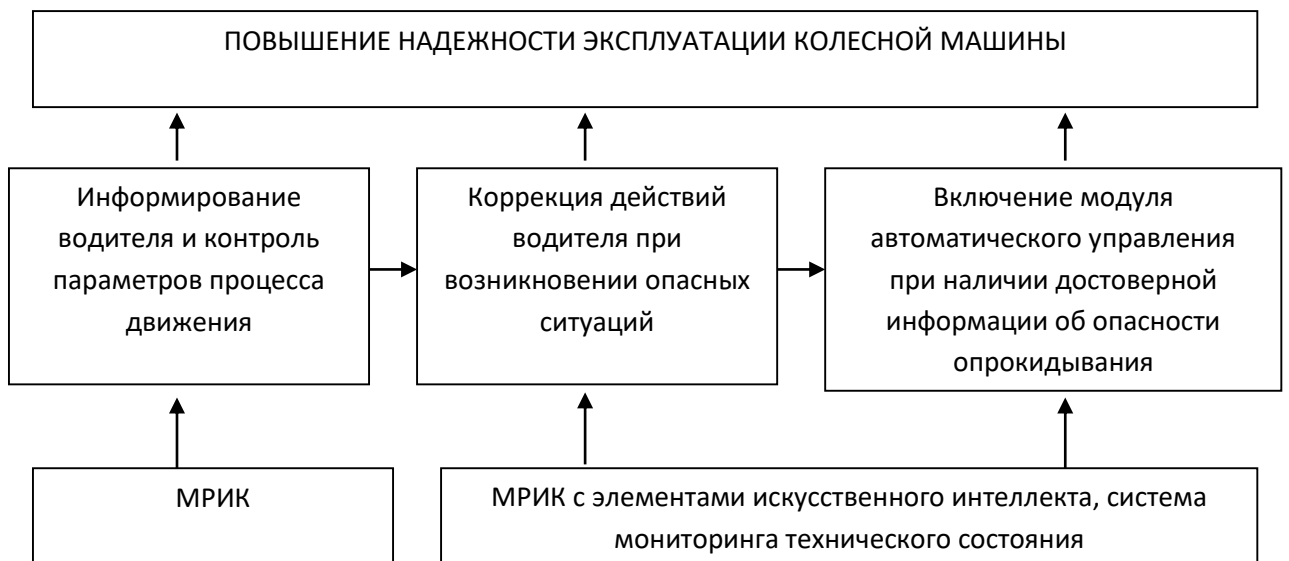 ПОВЫШЕНИЕ НАДЕЖНОСТИ ЭКСПЛУАТАЦИИ КОЛЕСНОЙ МАШИНЫ
Информирование
водителя и контроль
параметров процесса
движения
Коррекция действий
водителя при
возникновении опасных
ситуаций
Включение модуля
автоматического управления
при наличии достоверной
информации об опасности
опрокидывания
МРИК
МРИК с элементами искусственного интеллекта, система
мониторинга технического состояния